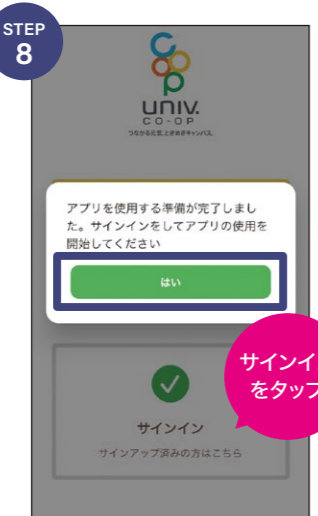 STEP
8
UNIV.
CO-OP
つながる元気、ときめきキャンパス。
アプリを使用する準備が完了しまし
た。サインインをしてアプリの使用を
開始してください
はい
サインイ
をタップ
サインイン
サインアップ済みの方はこちら